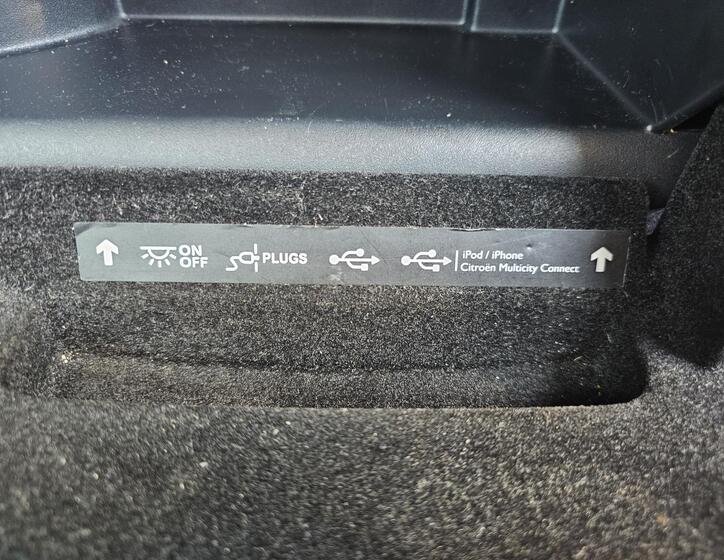 ON
OFF
PLUGS
iPod / iPhone
Citroën Multicity Connect